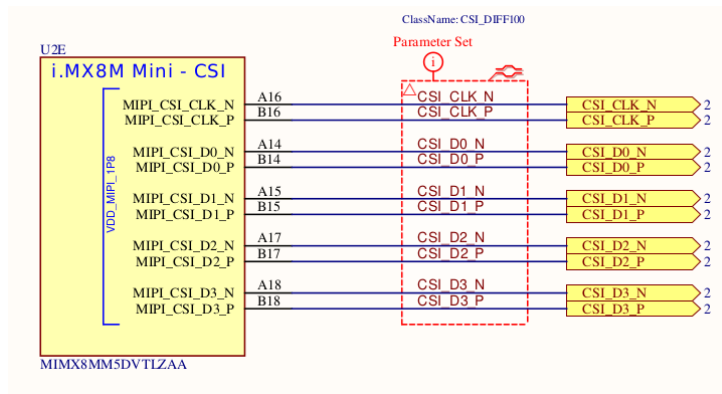 ClassName: CSI_DIFF100
Parameter Set
i
U2E
i.MX8M Mini - CSI
VDD_MIPI_1P8
MIPI_CSI_CLK_N A16 CSI_CLK_N CSI_CLK_N 2
MIPI_CSI_CLK_P B16 CSI_CLK_P CSI_CLK_P 2
MIPI_CSI_D0_N A14 CSI_D0_N CSI_D0_N 2
MIPI_CSI_D0_P B14 CSI_D0_P CSI_D0_P 2
MIPI_CSI_D1_N A15 CSI_D1_N CSI_D1_N 2
MIPI_CSI_D1_P B15 CSI_D1_P CSI_D1_P 2
MIPI_CSI_D2_N A17 CSI_D2_N CSI_D2_N 2
MIPI_CSI_D2_P B17 CSI_D2_P CSI_D2_P 2
MIPI_CSI_D3_N A18 CSI_D3_N CSI_D3_N 2
MIPI_CSI_D3_P B18 CSI_D3_P CSI_D3_P 2
MIMX8MM5DVTLZAA